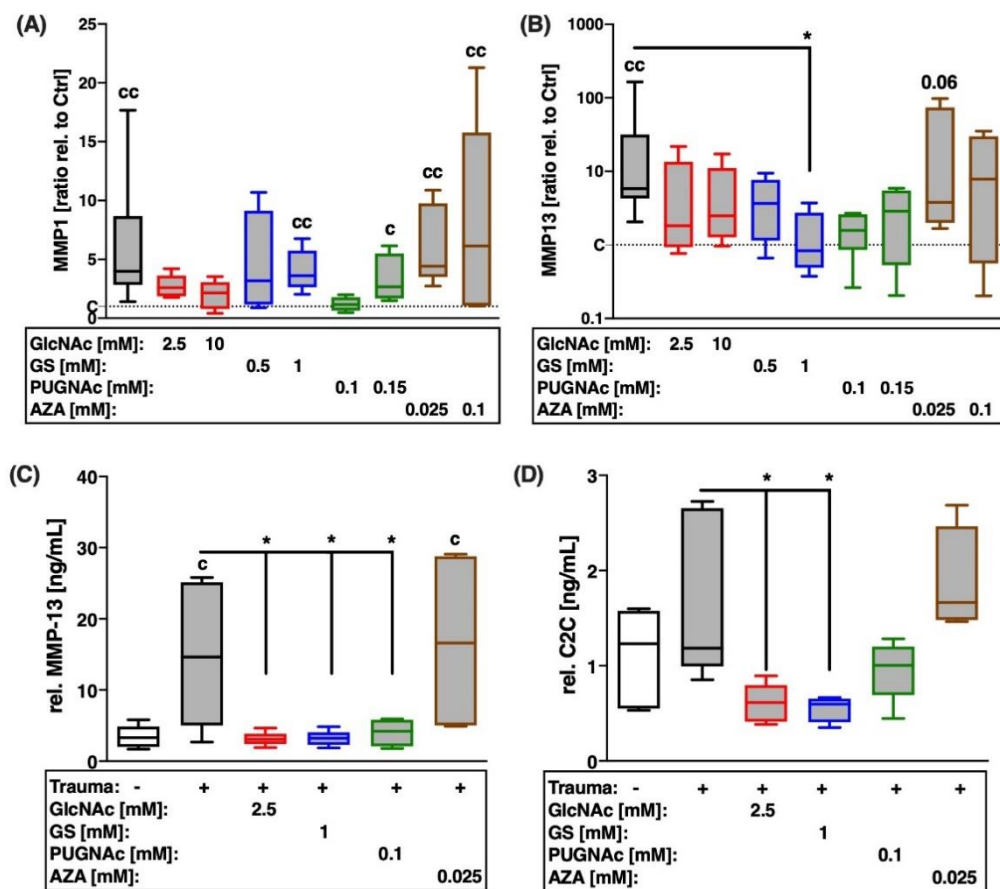 (A)
MMP1 [ratio rel. to Ctrl]
25
20
15
10
5
C
0
cc
cc
c
cc
cc
GlcNAc [mM]: 2.5 10
GS [mM]: 0.5 1
PUGNAc [mM]: 0.1 0.15
AZA [mM]: 0.025 0.1
(B)
MMP13 [ratio rel. to Ctrl]
1000
100
10
C
0.1
*
cc
0.06
GlcNAc [mM]: 2.5 10
GS [mM]: 0.5 1
PUGNAc [mM]: 0.1 0.15
AZA [mM]: 0.025 0.1
(C)
rel. MMP-13 [ng/mL]
40
30
20
10
0
c
* * *
c
Trauma: - + + + + +
GlcNAc [mM]: 2.5
GS [mM]: 1
PUGNAc [mM]: 0.1
AZA [mM]: 0.025
(D)
rel. C2C [ng/mL]
3
2
1
0
* *
Trauma: - + + + + +
GlcNAc [mM]: 2.5
GS [mM]: 1
PUGNAc [mM]: 0.1
AZA [mM]: 0.025